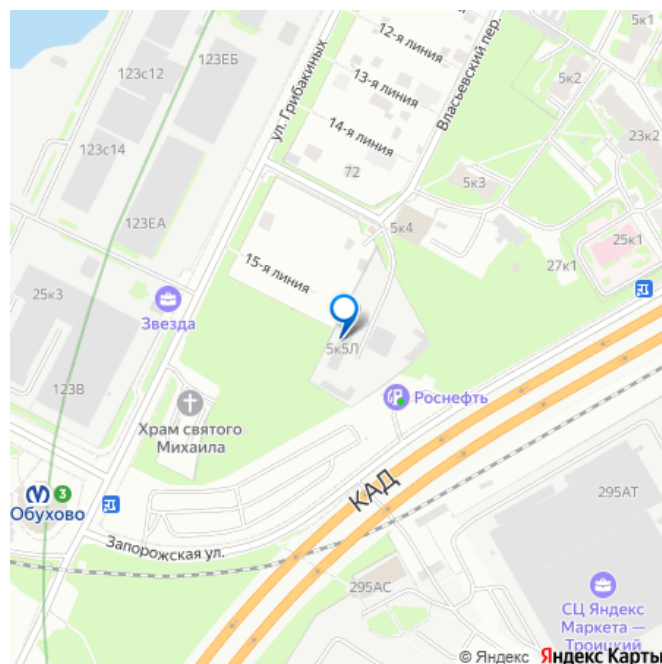 5к1
12-я линия
123ЕБ
123с12
13-я линия
5к2
ул. Грибакиных
Власьевский пер.
14-я линия
23к2
123с14
72
5к3
123ЕА
5к4
25к1
15-я линия
27к1
25к3
Звезда
5к5Л
123В
Роснефть
Храм святого
Михаила
КАД
3
Обухово
295АТ
Запорожская ул.
295АС
СЦ Яндекс
Маркета —
Троицкий
© Яндекс Яндекс Карты